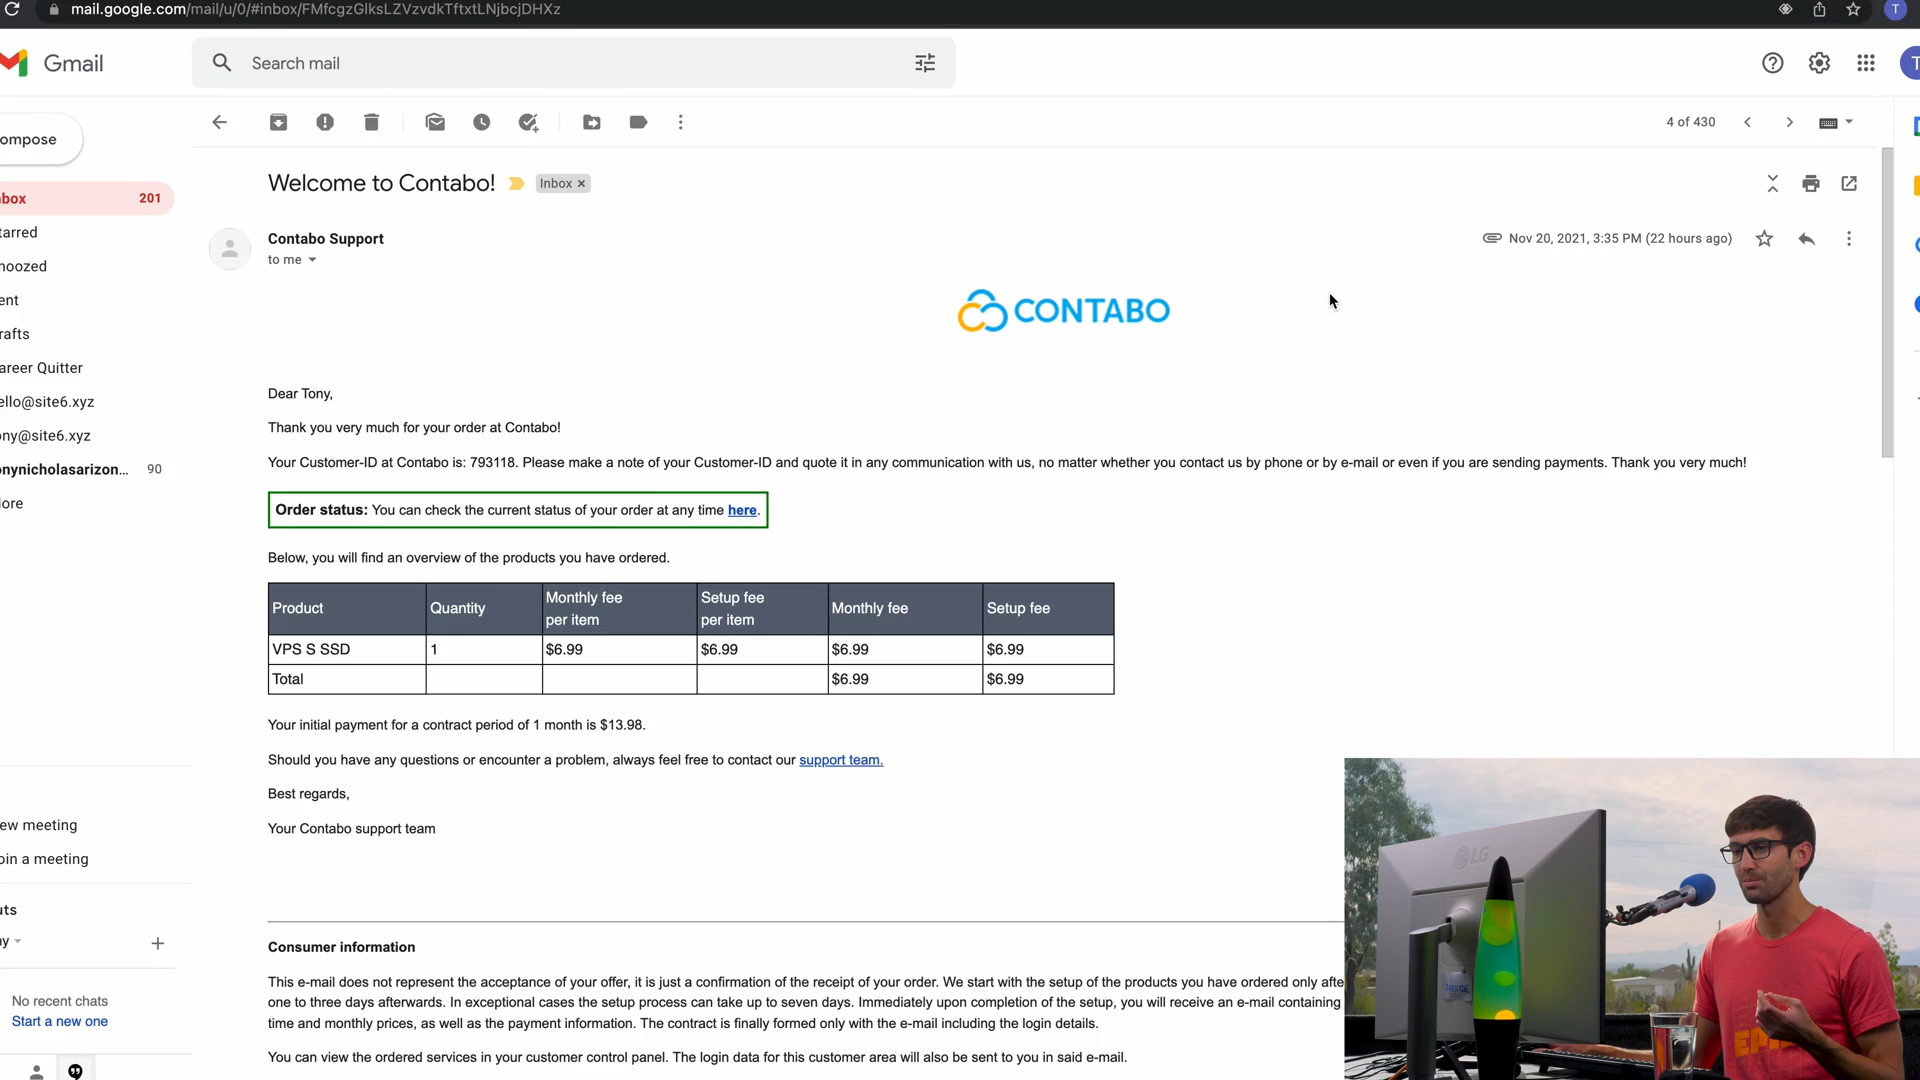 mail.google.com/mail/u/0/#inbox/FMfcgzGlksLZVzvdkTftxtLNjbcjDHXz
T
Gmail
Search mail
T
ompose
4 of 430
box 201
Welcome to Contabo!
Inbox ×
arred
Contabo Support
Nov 20, 2021, 3:35 PM (22 hours ago)
to me
noozed
ent
CONTABO
rafts
areer Quitter
Dear Tony,
ello@site6.xyz
Thank you very much for your order at Contabo!
ny@site6.xyz
Your Customer-ID at Contabo is: 793118. Please make a note of your Customer-ID and quote it in any communication with us, no matter whether you contact us by phone or by e-mail or even if you are sending payments. Thank you very much!
onynicholasarizon... 90
ore
Order status: You can check the current status of your order at any time here.
Below, you will find an overview of the products you have ordered.
Product Quantity Monthly fee per item Setup fee per item Monthly fee Setup fee
VPS S SSD 1 $6.99 $6.99 $6.99 $6.99
Total $6.99 $6.99
Your initial payment for a contract period of 1 month is $13.98.
Should you have any questions or encounter a problem, always feel free to contact our support team.
Best regards,
Your Contabo support team
ew meeting
oin a meeting
uts
y
Consumer information
This e-mail does not represent the acceptance of your offer, it is just a confirmation of the receipt of your order. We start with the setup of the products you have ordered only afte
one to three days afterwards. In exceptional cases the setup process can take up to seven days. Immediately upon completion of the setup, you will receive an e-mail containing
time and monthly prices, as well as the payment information. The contract is finally formed only with the e-mail including the login details.
You can view the ordered services in your customer control panel. The login data for this customer area will also be sent to you in said e-mail.
No recent chats
Start a new one
LG
EPIC